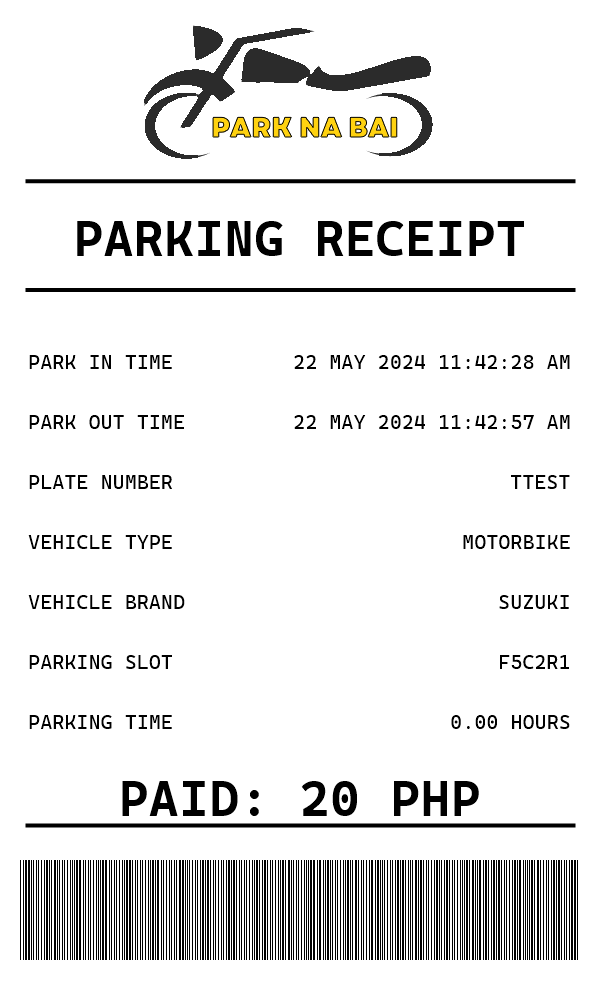 PARK NA BAI
PARKING RECEIPT
PARK IN TIME 22 MAY 2024 11:42:28 AM
PARK OUT TIME 22 MAY 2024 11:42:57 AM
PLATE NUMBER TTEST
VEHICLE TYPE MOTORBIKE
VEHICLE BRAND SUZUKI
PARKING SLOT F5C2R1
PARKING TIME 0.00 HOURS
PAID: 20 PHP